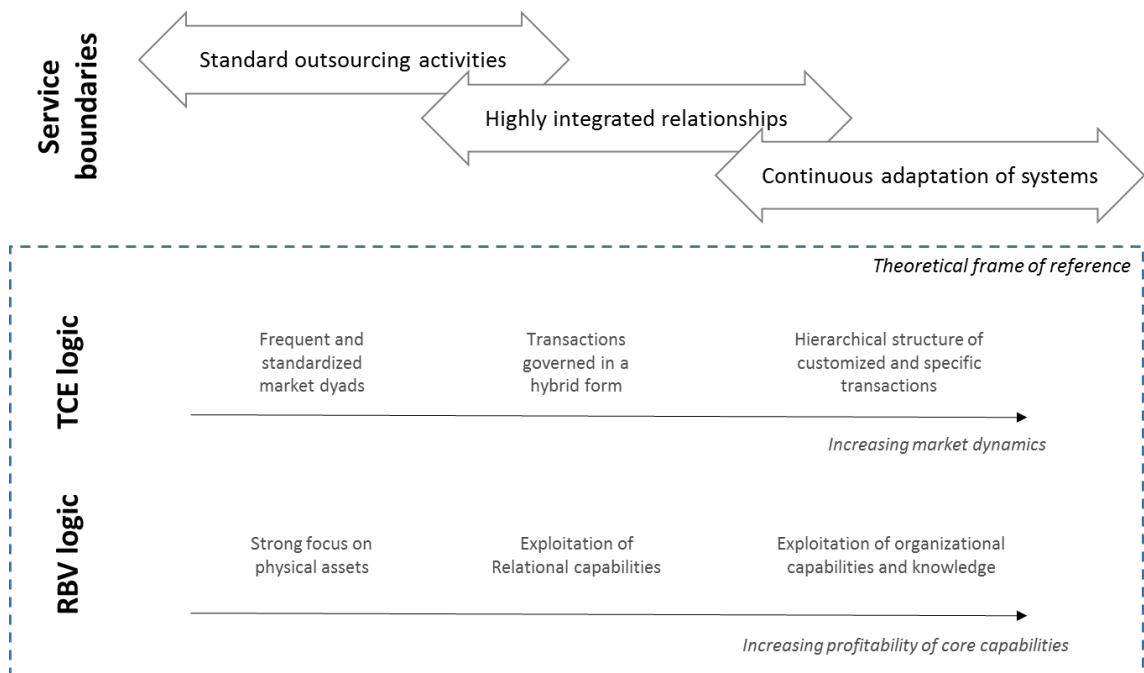 Service
boundaries
Standard outsourcing activities
Highly integrated relationships
Continuous adaptation of systems
Theoretical frame of reference
TCE logic
Frequent and
standardized
market dyads
Transactions
governed in a
hybrid form
Hierarchical structure of
customized and specific
transactions
Increasing market dynamics
RBV logic
Strong focus on
physical assets
Exploitation of
Relational capabilities
Exploitation of organizational
capabilities and knowledge
Increasing profitability of core capabilities